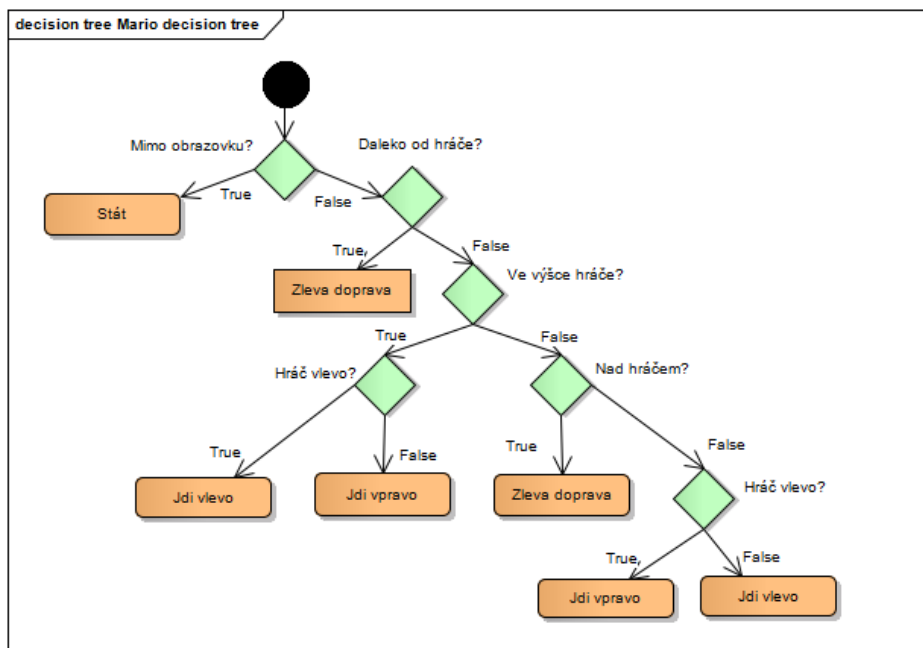 decision tree Mario decision tree
Mimo obrazovku?
Daleko od hráče?
True
False
Stát
True,
False
Zleva doprava
Ve výšce hráče?
True
False
Hráč vlevo?
Nad hráčem?
True
False
True
False
Jdi vlevo
Jdi vpravo
Zleva doprava
Hráč vlevo?
True,
False
Jdi vpravo
Jdi vlevo